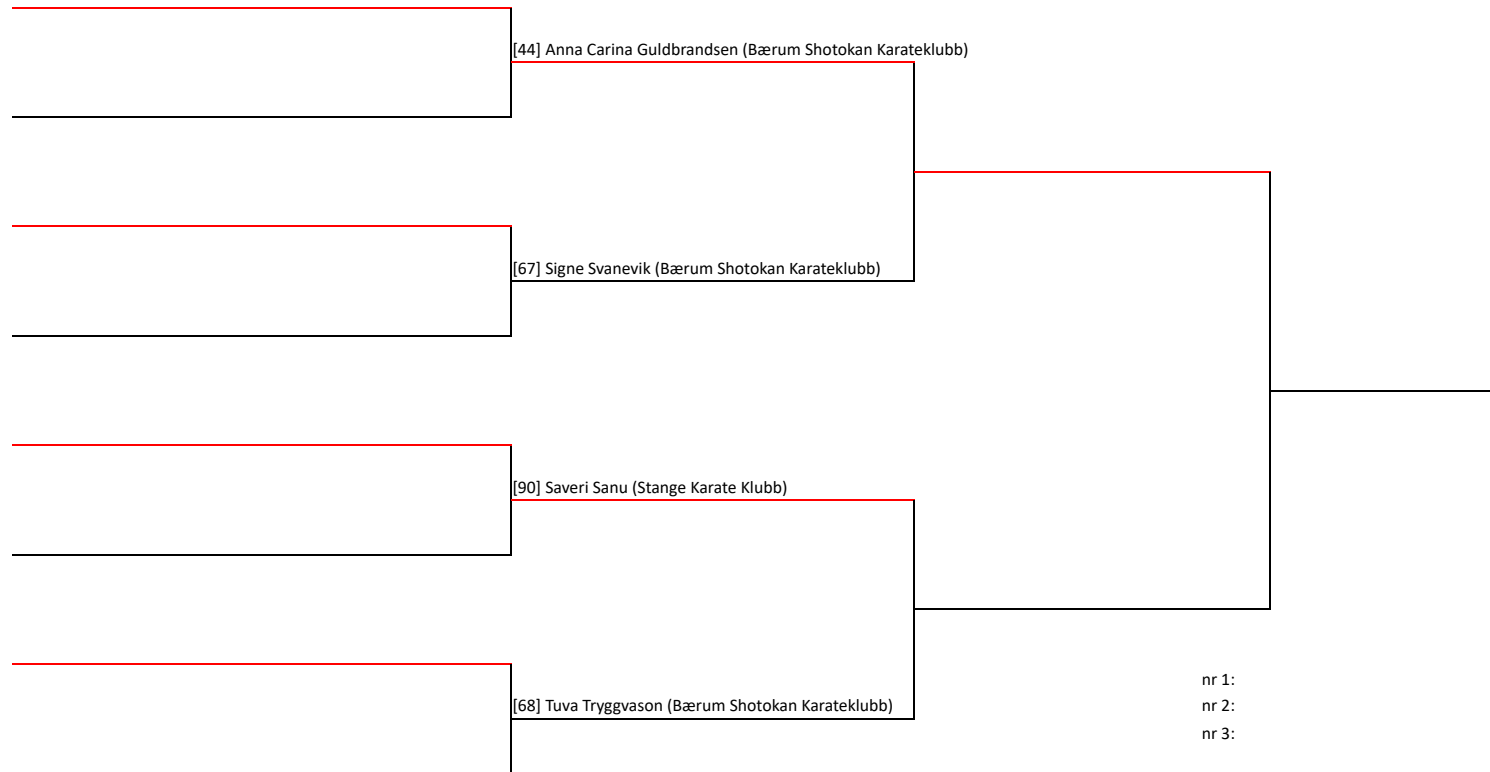 [44] Anna Carina Guldbrandsen (Bærum Shotokan Karateklubb)
[67] Signe Svanevik (Bærum Shotokan Karateklubb)
[90] Saveri Sanu (Stange Karate Klubb)
[68] Tuva Tryggvason (Bærum Shotokan Karateklubb)
nr 1:
nr 2:
nr 3: